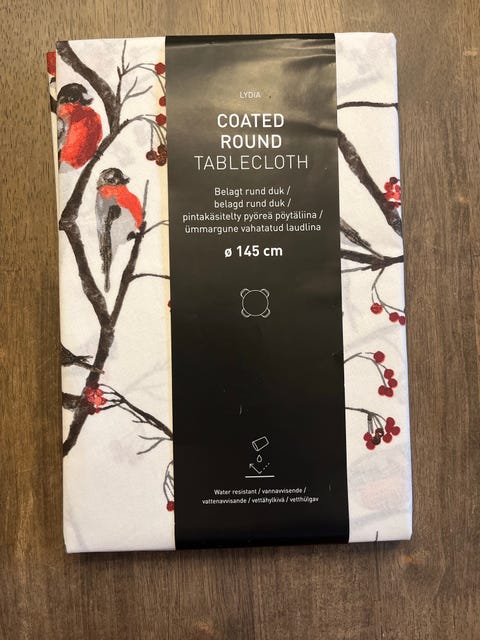 LYDIA
COATED
ROUND
TABLECLOTH
Belagt rund duk /
belagd rund duk /
pintakäsitelty pyöreä pöytäliina /
ümmargune vahatatud laudlina
ø 145 cm
Water resistant / vannavvisende /
vattenavvisande / vettähylkivä / vetthülgav